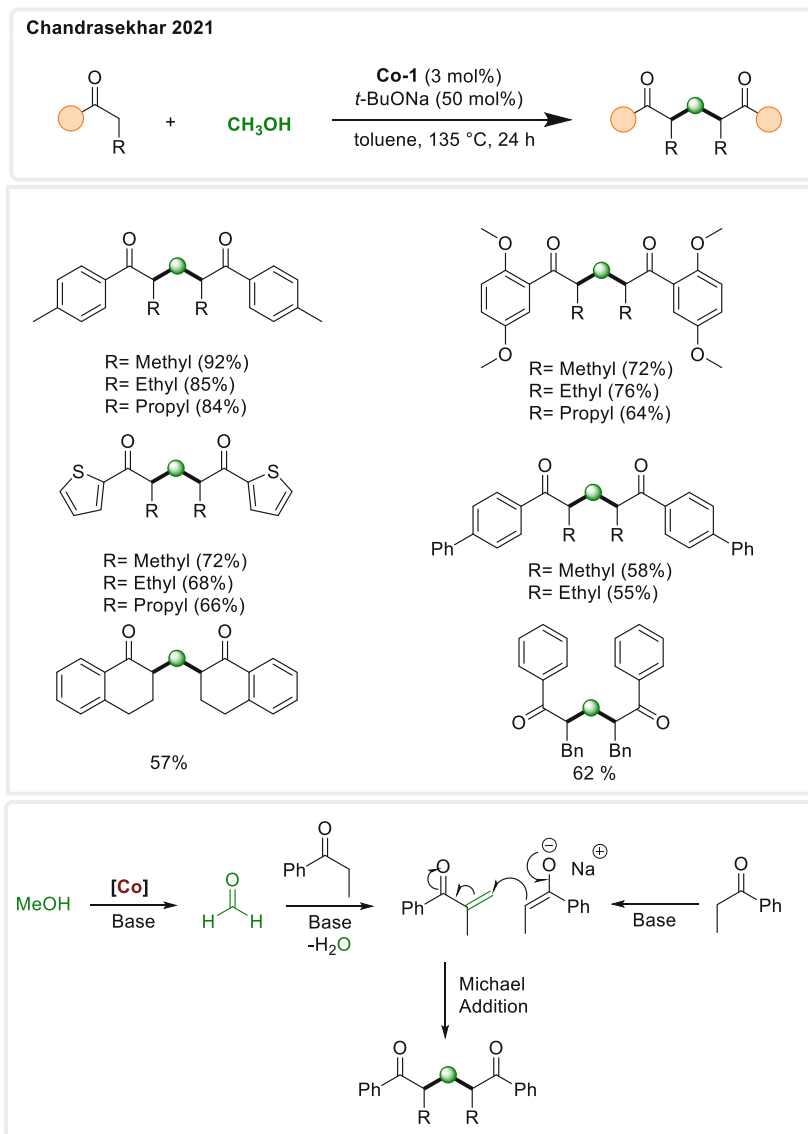 Chandrasekhar 2021
O
R
+
CH₃OH
Co-1 (3 mol%)
t-BuONa (50 mol%)
toluene, 135 °C, 24 h
O O
R R
O O
R R
R= Methyl (92%)
R= Ethyl (85%)
R= Propyl (84%)
O O O O
R R
O O
R= Methyl (72%)
R= Ethyl (76%)
R= Propyl (64%)
O O
S S
R R
R= Methyl (72%)
R= Ethyl (68%)
R= Propyl (66%)
O O
Ph R R Ph
R= Methyl (58%)
R= Ethyl (55%)
O O
57%
O O
Bn Bn
62 %
MeOH
[Co]
Base
O
H H
O
Ph
Base
-H₂O
O
Ph
⊖
O Na⊕
Ph
Base
O
Ph
Michael
Addition
O O
Ph Ph
R R